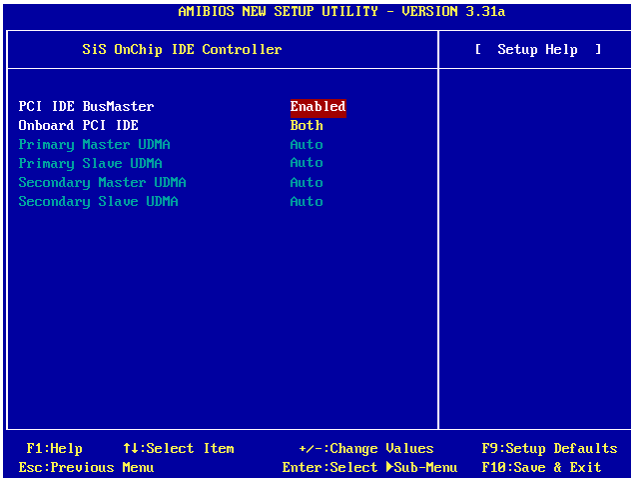 AMIBIOS NEW SETUP UTILITY - VERSION 3.31a
SiS OnChip IDE Controller
[ Setup Help ]
PCI IDE BusMaster Enabled
Onboard PCI IDE Both
Primary Master UDMA Auto
Primary Slave UDMA Auto
Secondary Master UDMA Auto
Secondary Slave UDMA Auto
F1:Help ↑↓:Select Item +/-:Change Values F9:Setup Defaults
Esc:Previous Menu Enter:Select ▶Sub-Menu F10:Save & Exit